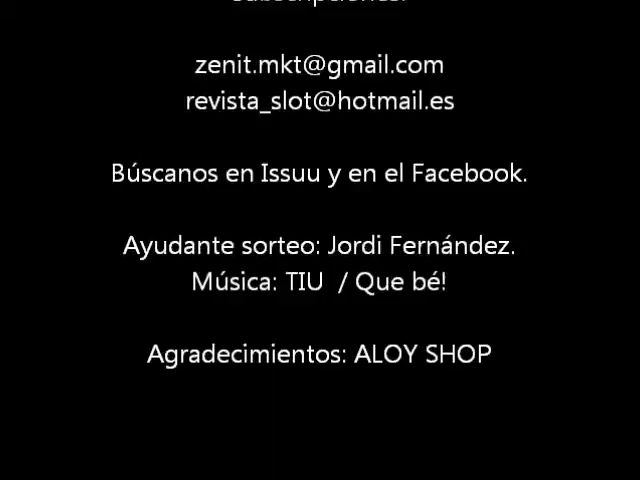 zenit.mkt@gmail.com
revista_slot@hotmail.es
Búscanos en Issuu y en el Facebook.
Ayudante sorteo: Jordi Fernández.
Música: TIU / Que bé!
Agradecimientos: ALOY SHOP